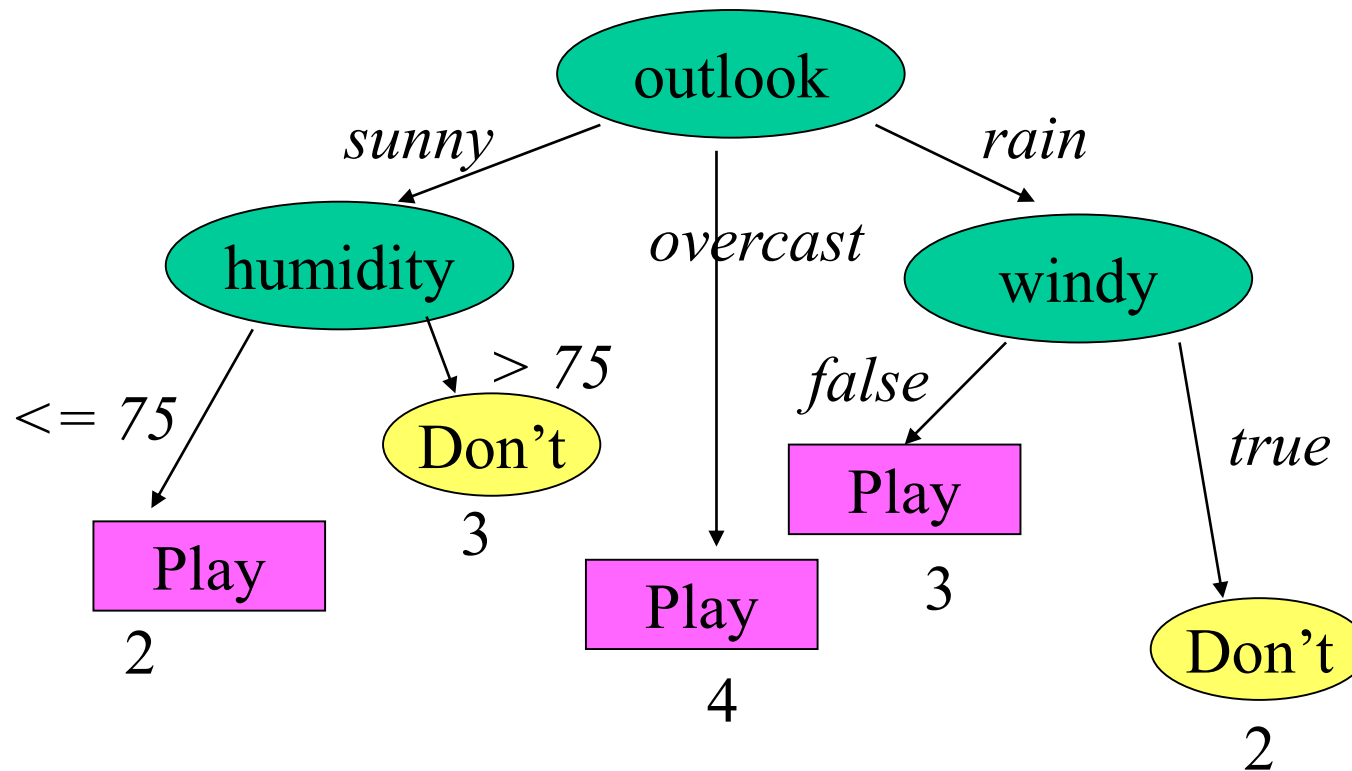 outlook
sunny
rain
overcast
humidity
windy
<= 75
> 75
false
true
Don’t
3
Play
2
Play
4
Play
3
Don’t
2